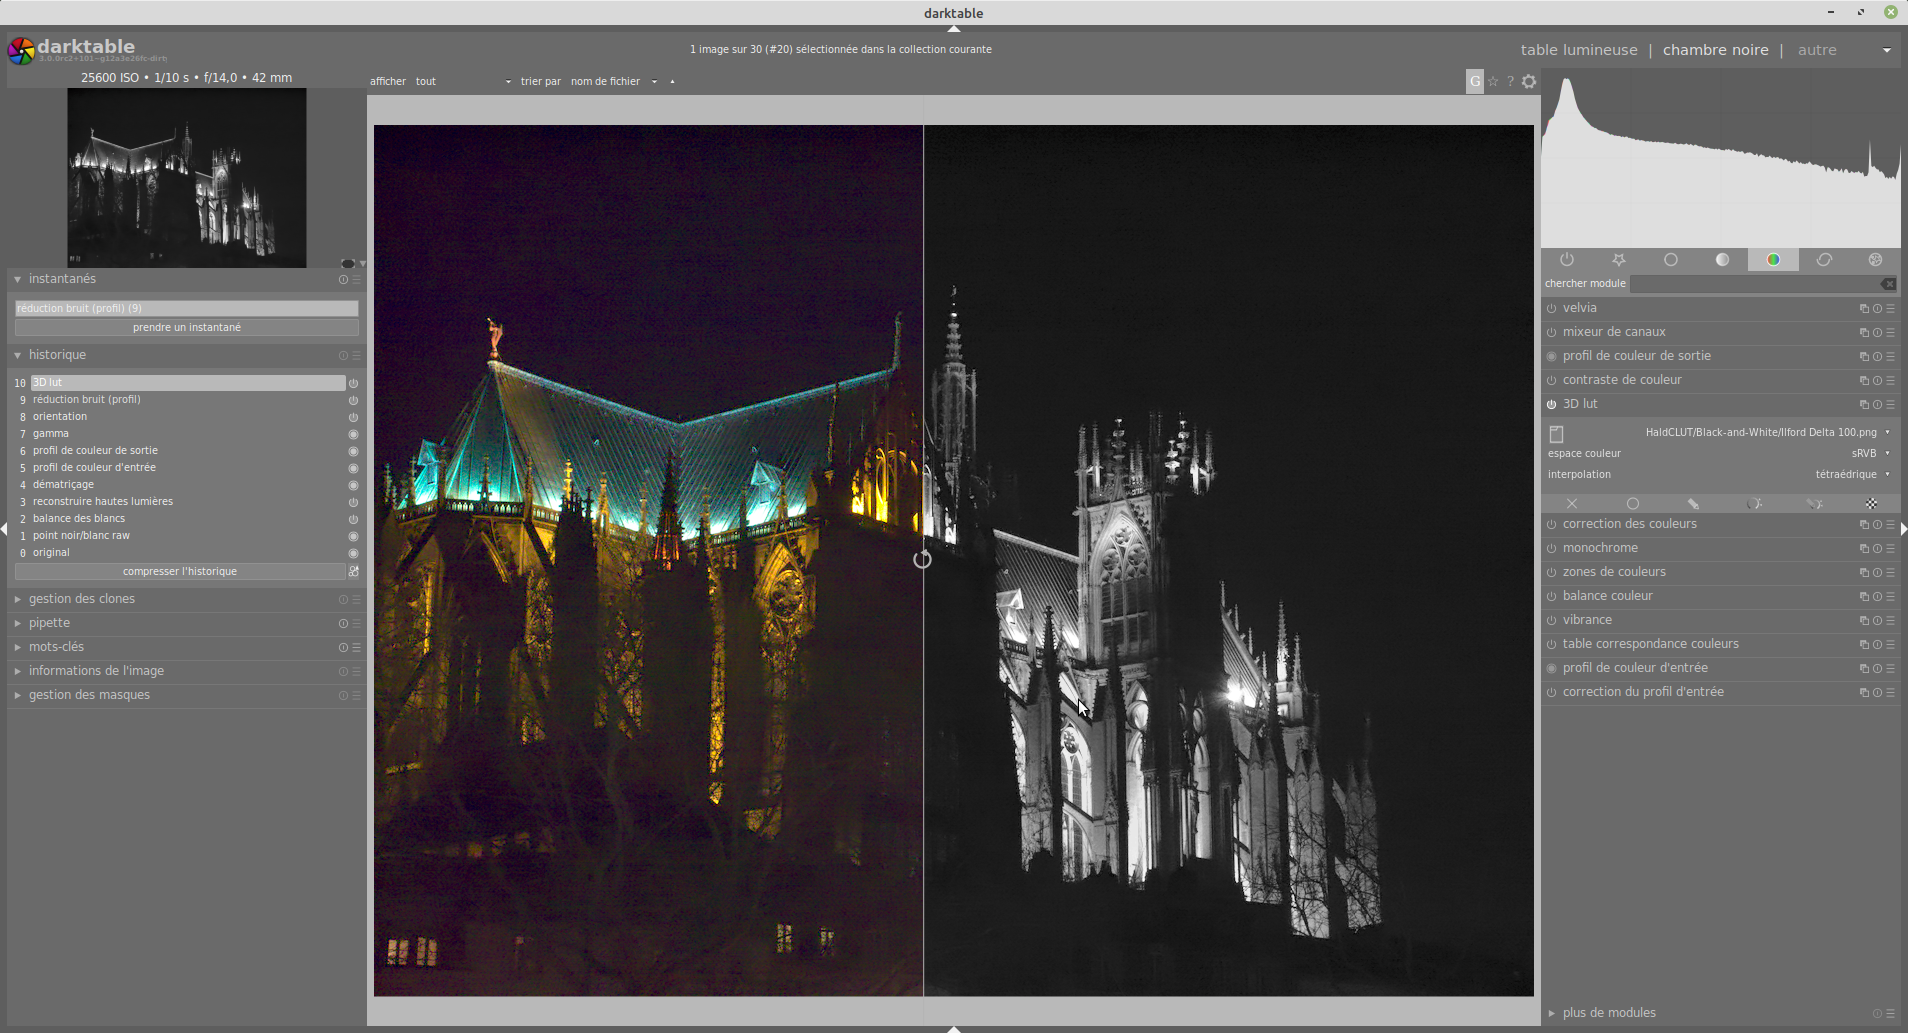 darktable
darktable
3.0.0rc2+101~g12a3e26fc-dirty
1 image sur 30 (#20) sélectionnée dans la collection courante
table lumineuse | chambre noire | autre
25600 ISO • 1/10 s • f/14,0 • 42 mm
afficher tout trier par nom de fichier
G ☆ ?
instantanés
réduction bruit (profil) (9)
prendre un instantané
historique
10 3D lut
9 réduction bruit (profil)
8 orientation
7 gamma
6 profil de couleur de sortie
5 profil de couleur d'entrée
4 dématriçage
3 reconstruire hautes lumières
2 balance des blancs
1 point noir/blanc raw
0 original
compresser l'historique
gestion des clones
pipette
mots-clés
informations de l'image
gestion des masques
chercher module
velvia
mixeur de canaux
profil de couleur de sortie
contraste de couleur
3D lut
HaldCLUT/Black-and-White/Ilford Delta 100.png
espace couleur sRVB
interpolation tétraédrique
correction des couleurs
monochrome
zones de couleurs
balance couleur
vibrance
table correspondance couleurs
profil de couleur d'entrée
correction du profil d'entrée
plus de modules